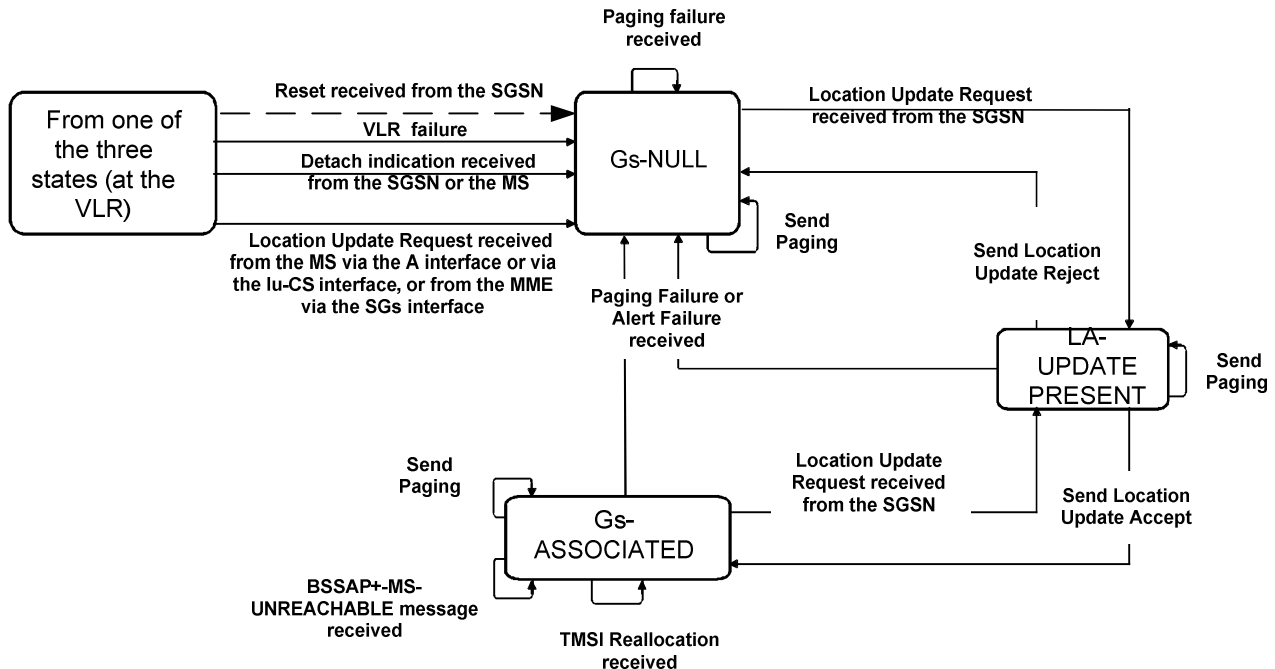 Paging failure
received
Reset received from the SGSN
VLR failure
Detach indication received
from the SGSN or the MS
Location Update Request received
from the MS via the A interface or via
the Iu-CS interface, or from the MME
via the SGs interface
From one of
the three
states (at the
VLR)
Gs-NULL
Location Update Request
received from the SGSN
Send
Paging
Send Location
Update Reject
Paging Failure or
Alert Failure
received
LA-
UPDATE
PRESENT
Send
Paging
Send
Paging
Location Update
Request received
from the SGSN
Send Location
Update Accept
Gs-
ASSOCIATED
BSSAP+-MS-
UNREACHABLE message
received
TMSI Reallocation
received